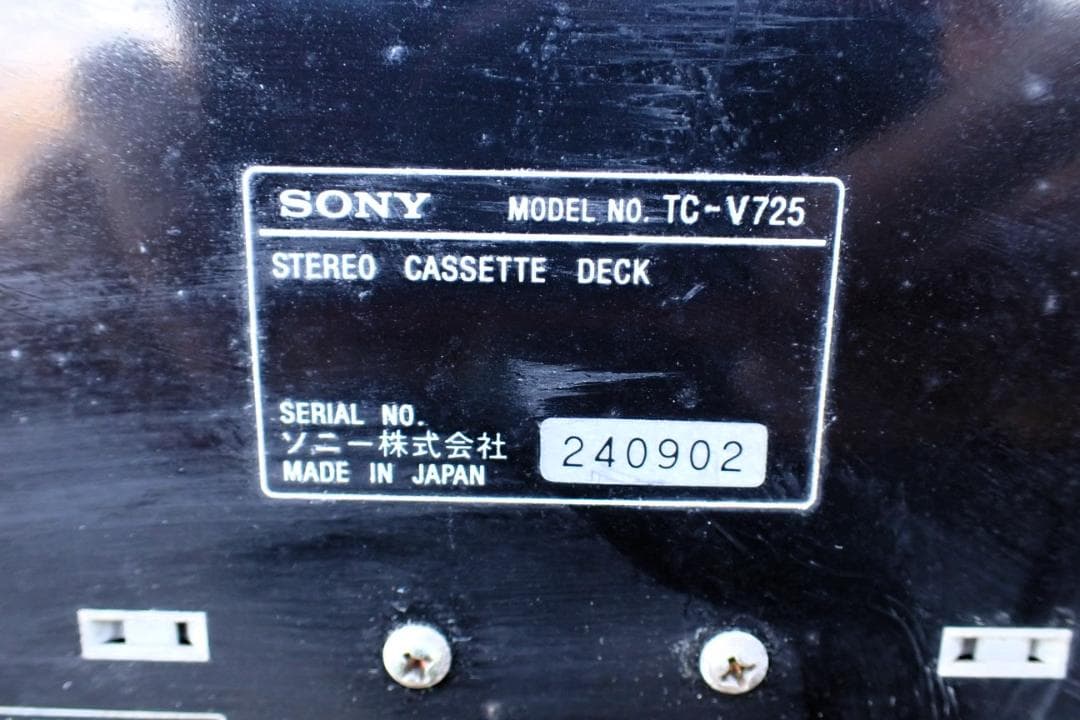 SONY MODEL NO. TC-V725
STEREO CASSETTE DECK
SERIAL NO.
ソニー株式会社 240902
MADE IN JAPAN